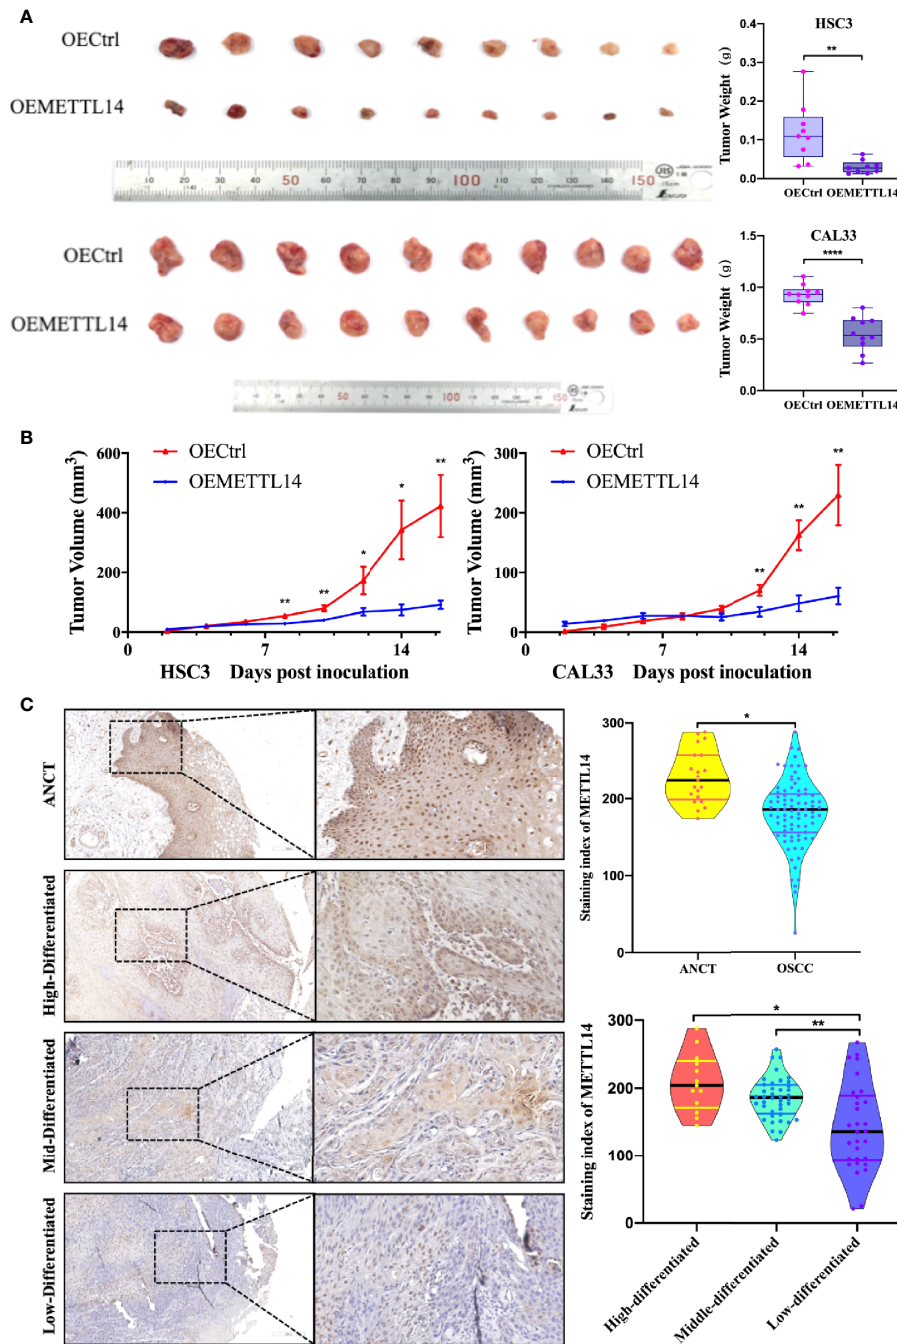 A
OECtrl
OEMETTL14
10 50 100 150
JIS
15cm
HSC3
**
Tumor Weight (g)
0.4
0.3
0.2
0.1
0.0
OECtrl OEMETTL14
OECtrl
OEMETTL14
50 100 150
CAL33
****
Tumor Weight (g)
1.5
1.0
0.5
0.0
OECtrl OEMETTL14
B
OECtrl
OEMETTL14
Tumor Volume (mm³)
600
400
200
0
** ** * * **
0 7 14
HSC3 Days post inoculation
OECtrl
OEMETTL14
Tumor Volume (mm³)
300
200
100
0
** ** **
0 7 14
CAL33 Days post inoculation
C
ANCT
High-Differentiated
Mid-Differentiated
Low-Differentiated
*
Staining index of METTL14
300
200
100
0
ANCT OSCC
*
**
Staining index of METTL14
300
200
100
0
High-differentiated
Middle-differentiated
Low-differentiated